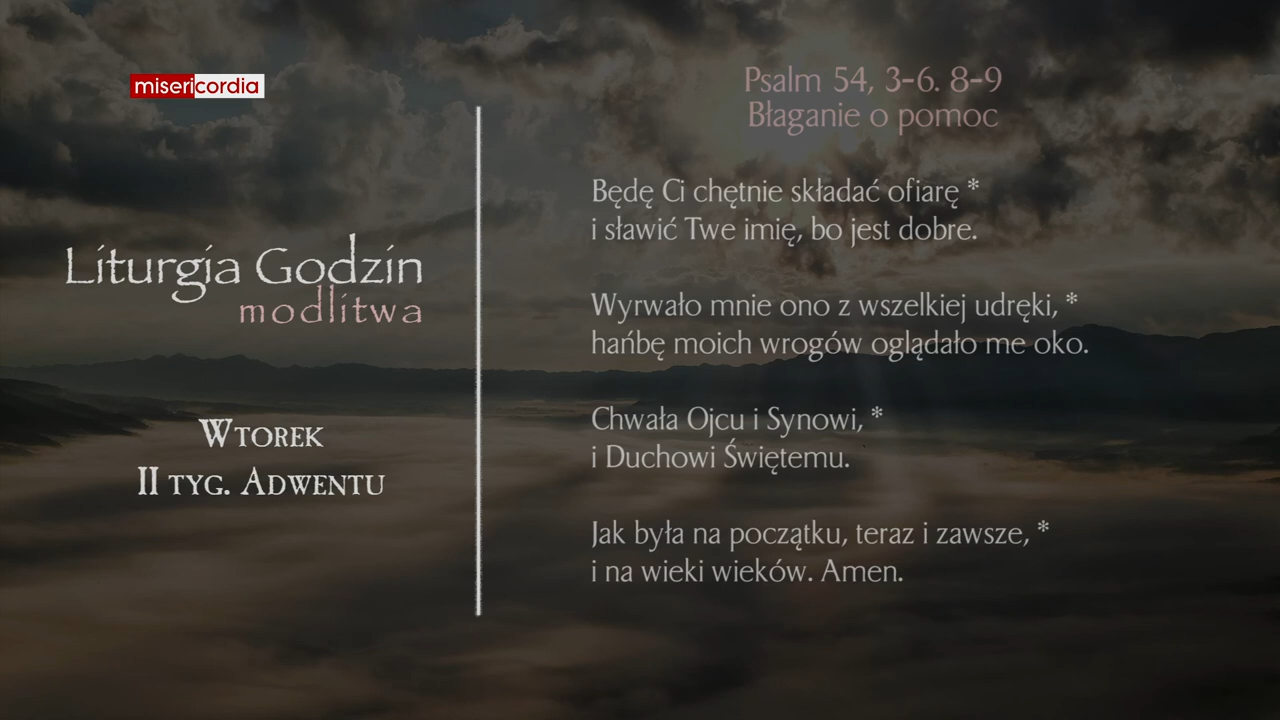 misericordia
Liturgia Godzin
modlitwa
Wtorek
II tyg. Adwentu
Psalm 54, 3-6. 8-9
Błaganie o pomoc
Będę Ci chętnie składać ofiarę *
i sławić Twe imię, bo jest dobre.
Wyrwało mnie ono z wszelkiej udręki, *
hańbę moich wrogów oglądało me oko.
Chwała Ojcu i Synowi, *
i Duchowi Świętemu.
Jak była na początku, teraz i zawsze, *
i na wieki wieków. Amen.